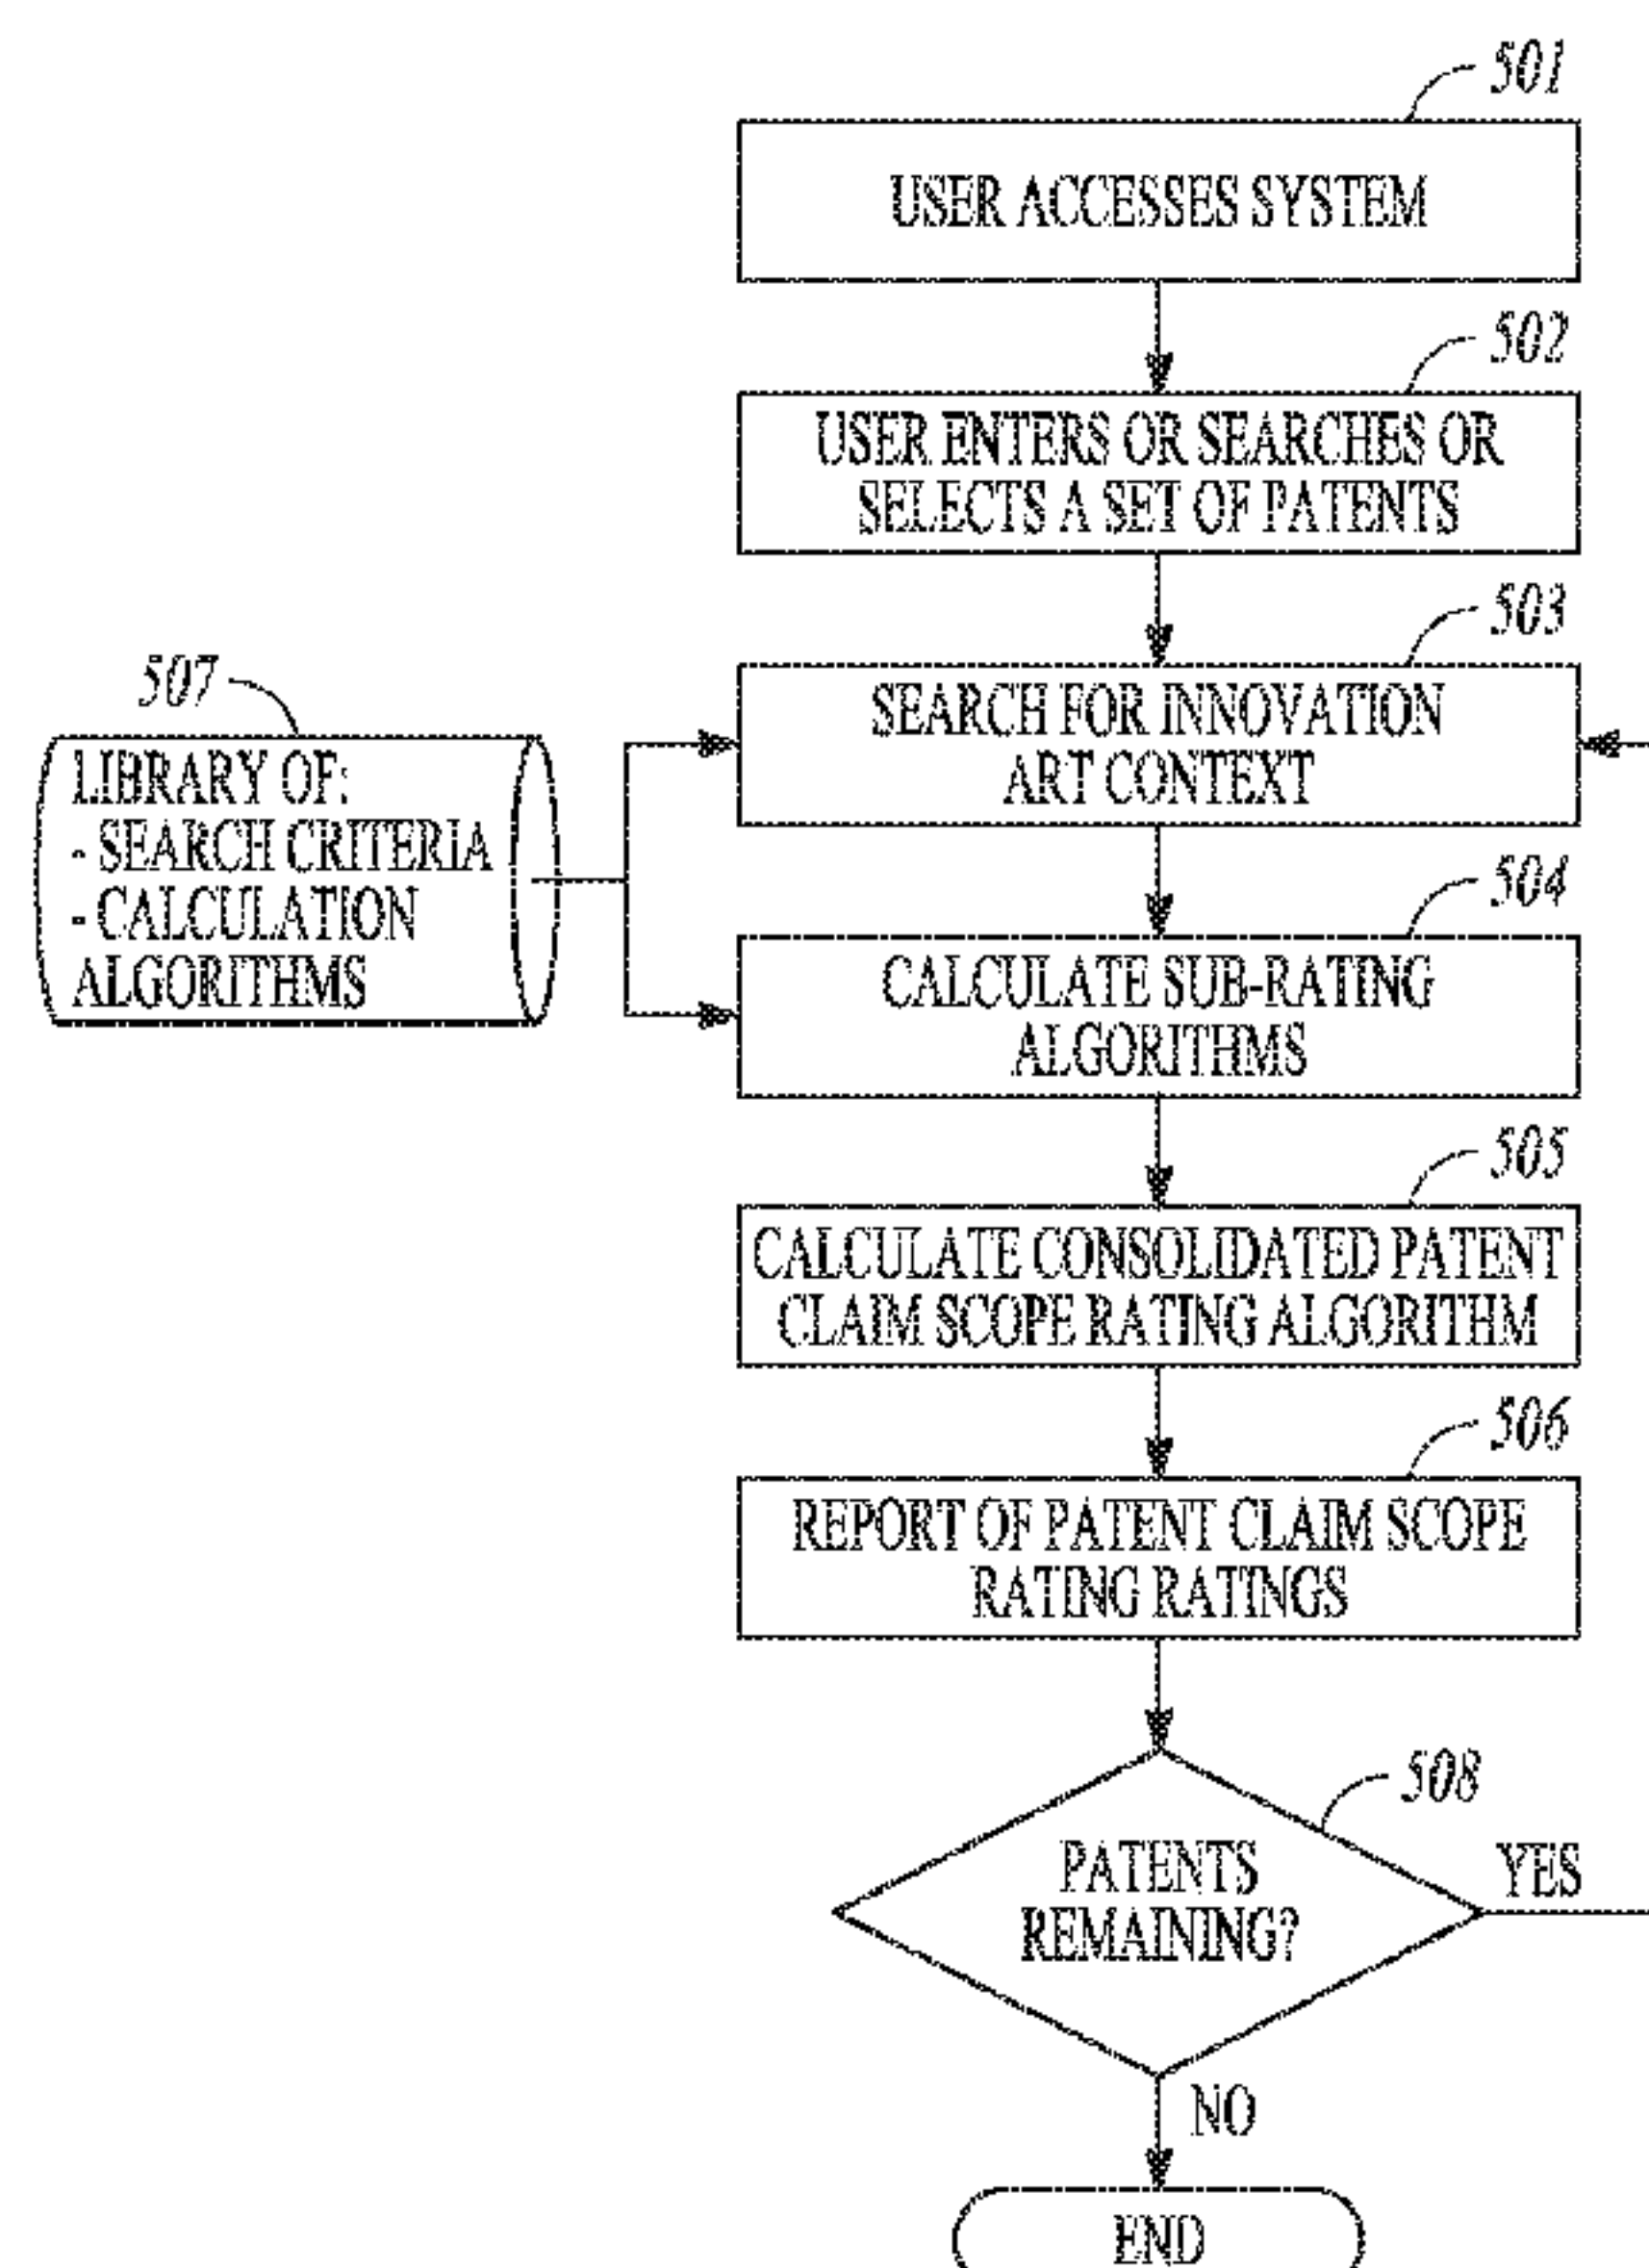 501
USER ACCESSES SYSTEM
502
USER ENTERS OR SEARCHES OR
SELECTS A SET OF PATENTS
503
SEARCH FOR INNOVATION
ART CONTEXT
507
LIBRARY OF:
- SEARCH CRITERIA
- CALCULATION
ALGORITHMS
504
CALCULATE SUB-RATING
ALGORITHMS
505
CALCULATE CONSOLIDATED PATENT
CLAIM SCOPE RATING ALGORITHM
506
REPORT OF PATENT CLAIM SCOPE
RATING RATINGS
508
PATENTS
REMAINING?
YES
NO
END